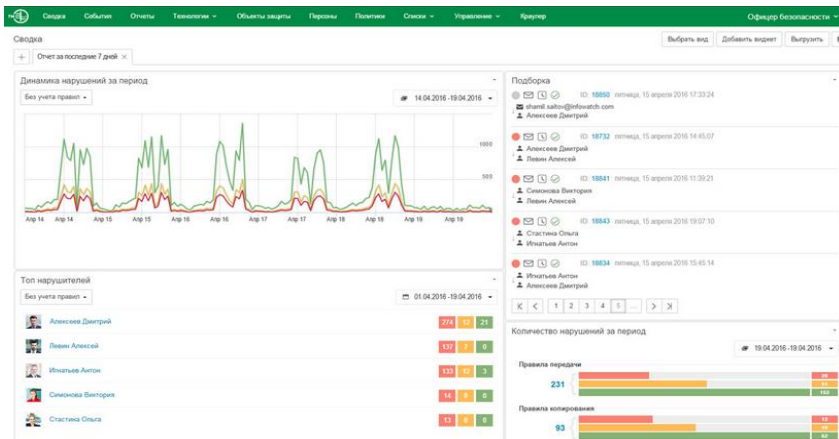 Сводка События Отчеты Технологии Объекты защиты Персоны Политики Списки Управление Краулер Офицер безопасности
Сводка
Выбрать вид Добавить виджет Выгрузить
+ Отчет за последние 7 дней ×
Динамика нарушений за период
Без учета правил
14.04.2016 -19.04.2016
1000
500
Апр 14 Апр 14 Апр 15 Апр 15 Апр 16 Апр 16 Апр 17 Апр 17 Апр 18 Апр 18 Апр 19 Апр 19
Топ нарушителей
Без учета правил
01.04.2016 -19.04.2016
Алексеев Дмитрий 274 12 21
Левин Алексей 137 7 0
Игнатьев Антон 133 12 3
Симонова Виктория 14 0 0
Стастина Ольга 13 0 0
Подборка
ID: 18850 пятница, 15 апреля 2016 17:33:24
shamil.saitov@infowatch.com
Алексеев Дмитрий
ID: 18732 пятница, 15 апреля 2016 14:45:07
Алексеев Дмитрий
Левин Алексей
ID: 18841 пятница, 15 апреля 2016 11:39:21
Симонова Виктория
Левин Алексей
ID: 18843 пятница, 15 апреля 2016 19:07:10
Стастина Ольга
Игнатьев Антон
ID: 18834 пятница, 15 апреля 2016 15:45:14
Игнатьев Антон
Алексеев Дмитрий
1 2 3 4 5 ...
Количество нарушений за период
19.04.2016 -19.04.2016
Правила передачи
231
Правила копирования
93